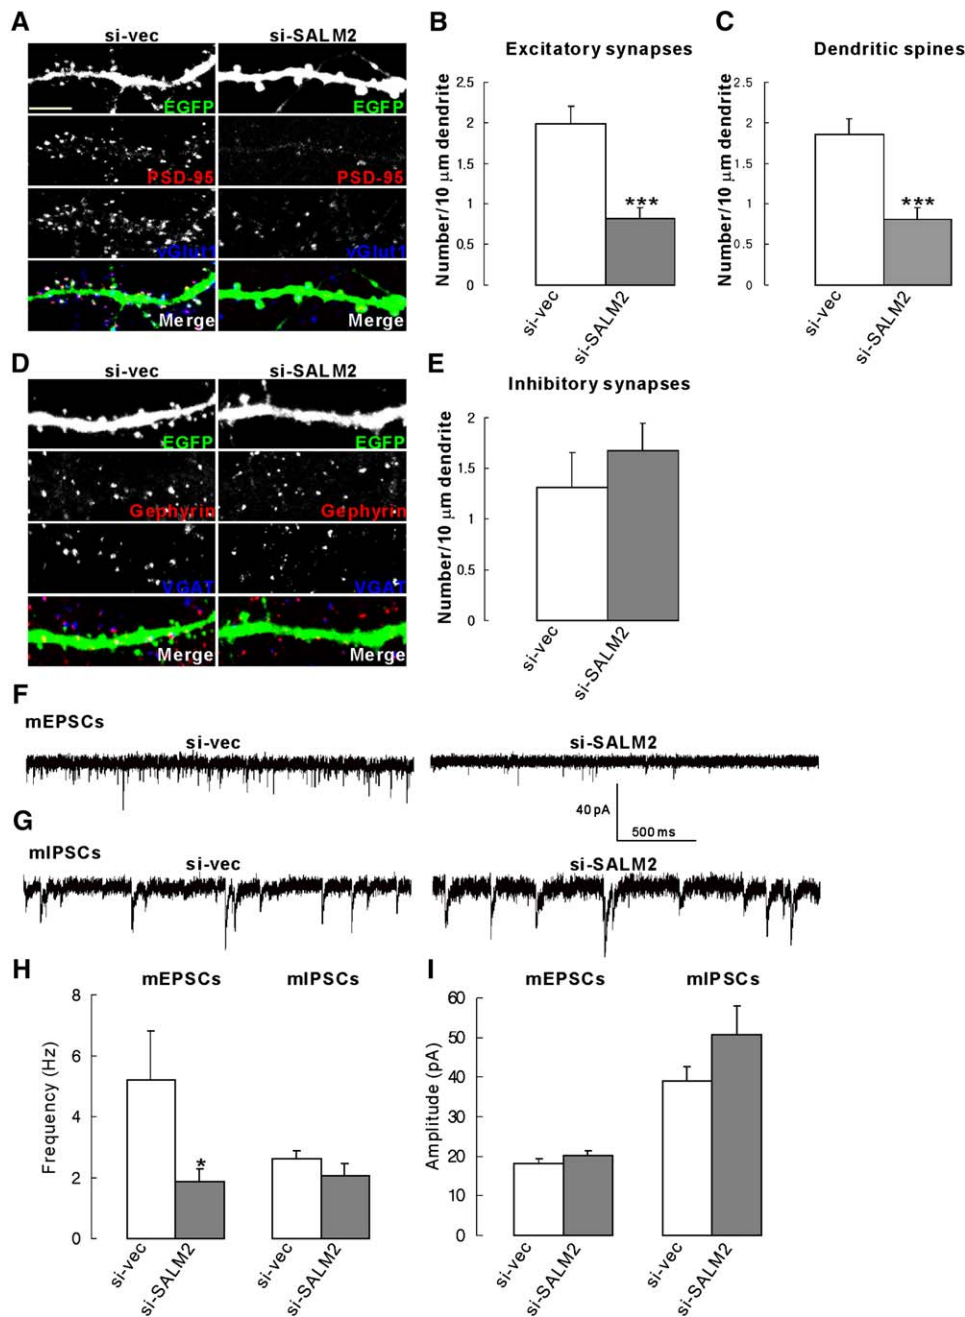 A
si-vec
si-SALM2
EGFP
EGFP
PSD-95
PSD-95
vGlut1
vGlut1
Merge
Merge
B
Excitatory synapses
Number/10 μm dendrite
2.5
2
1.5
1
0.5
0
***
si-vec
si-SALM2
C
Dendritic spines
Number/10 μm dendrite
2.5
2
1.5
1
0.5
0
***
si-vec
si-SALM2
D
si-vec
si-SALM2
EGFP
EGFP
Gephyrin
Gephyrin
VGAT
VGAT
Merge
Merge
E
Inhibitory synapses
Number/10 μm dendrite
2
1.5
1
0.5
0
si-vec
si-SALM2
F
mEPSCs
si-vec
si-SALM2
40 pA
500 ms
G
mIPSCs
si-vec
si-SALM2
H
mEPSCs
mIPSCs
Frequency (Hz)
8
6
4
2
0
*
si-vec
si-SALM2
si-vec
si-SALM2
I
mEPSCs
mIPSCs
Amplitude (pA)
60
50
40
30
20
10
0
si-vec
si-SALM2
si-vec
si-SALM2